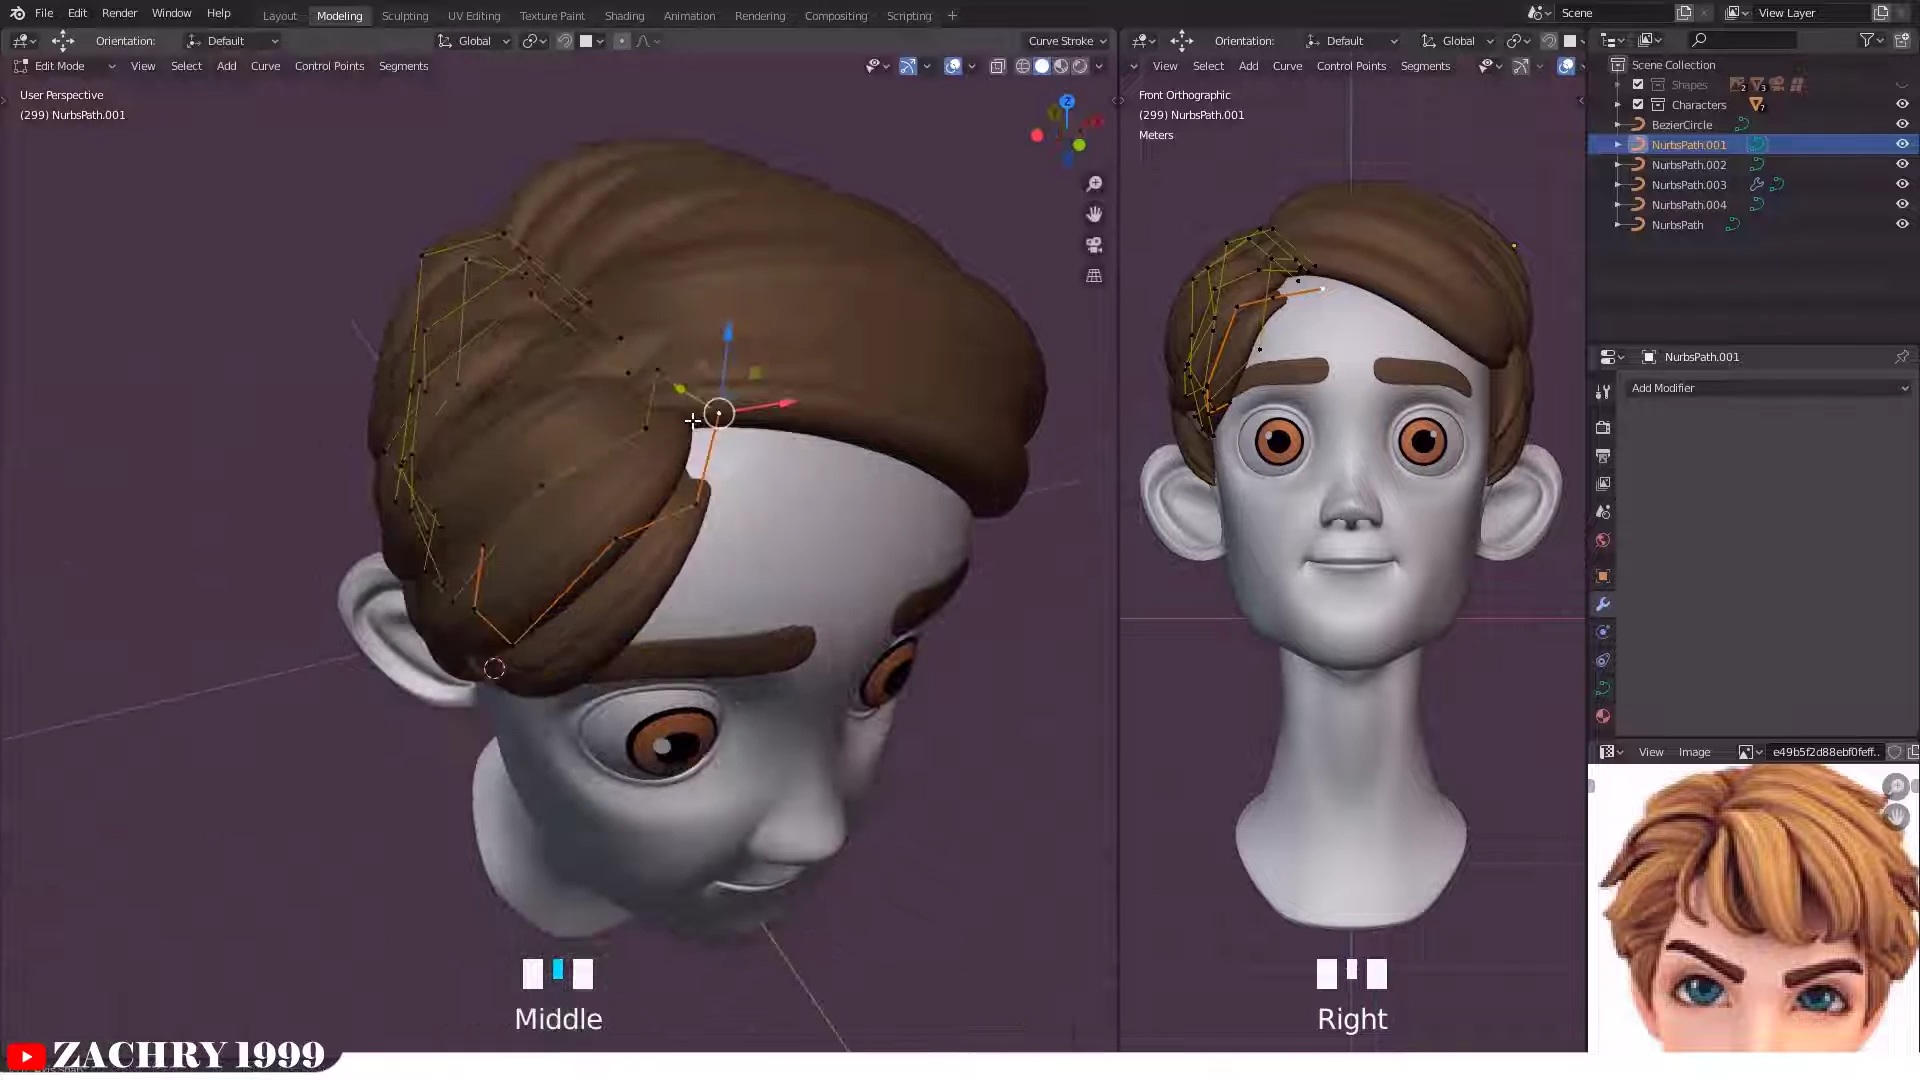 File Edit Render Window Help
Layout Modeling Sculpting UV Editing Texture Paint Shading Animation Rendering Compositing Scripting +
Scene
View Layer
Orientation: Default Global Curve Stroke
Orientation: Default Global
Edit Mode View Select Add Curve Control Points Segments
View Select Add Curve Control Points Segments
User Perspective
(299) NurbsPath.001
Z
Front Orthographic
(299) NurbsPath.001
Meters
Scene Collection
Shapes 2 3
Characters 7
BezierCircle
NurbsPath.001
NurbsPath.002
NurbsPath.003
NurbsPath.004
NurbsPath
NurbsPath.001
Add Modifier
View Image e49b5f2d88ebf0feff..
Middle
Right
ZACHRY 1999